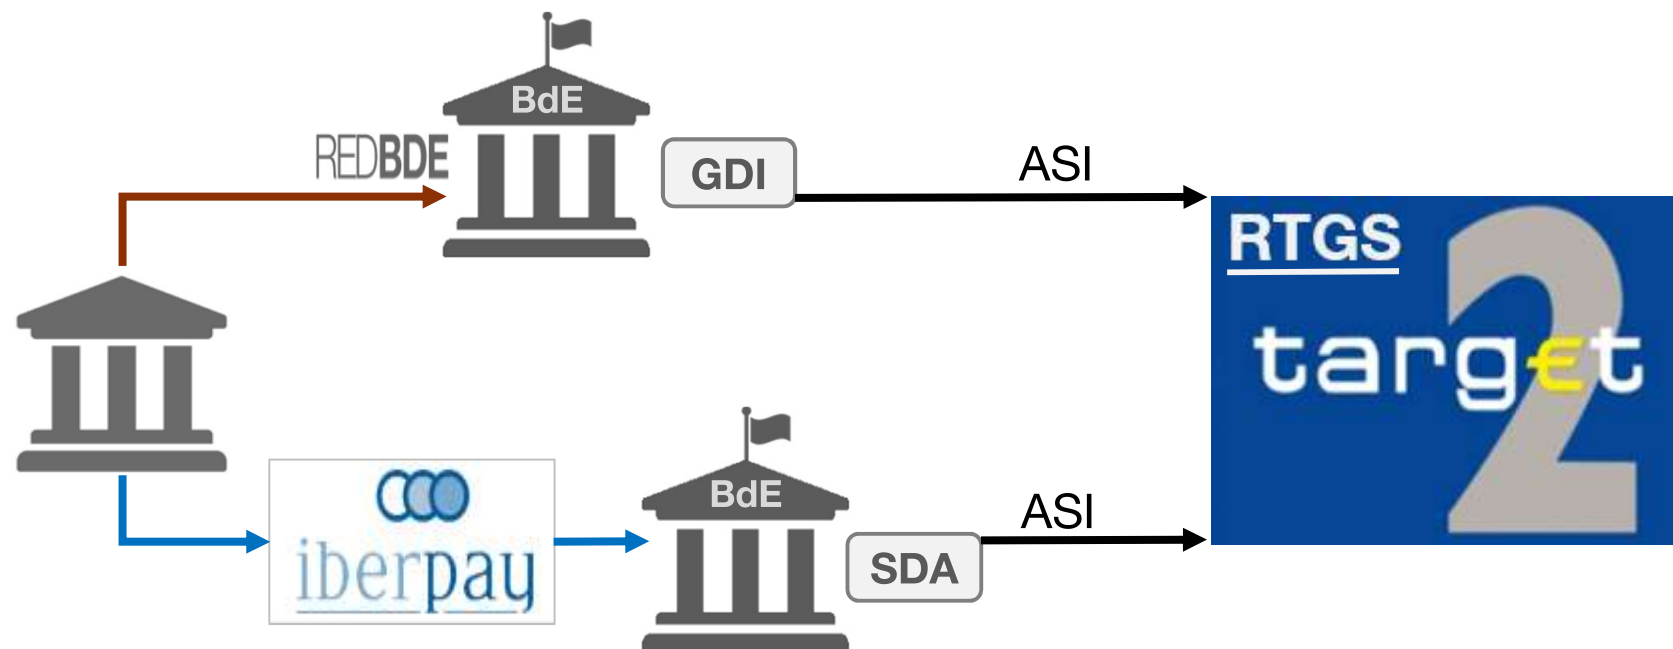 BdE
REDBDE
GDI
ASI
RTGS
target
2
iberpay
BdE
SDA
ASI